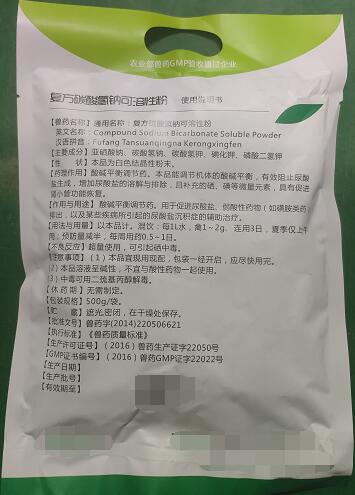 农业部兽药GMP验收通过企业
复方碳酸氢钠可溶性粉 使用说明书
【兽药名称】通用名称：复方碳酸氢钠可溶性粉
英文名称：Compound Sodium Bicarbonate Soluble Powder
汉语拼音：Fufang Tansuanqingna Kerongxingfen
【主要成分】亚硒酸钠、碳酸氢钠、碳酸氢钾、碘化钾、磷酸二氢钾
【性 状】本品为白色结晶性粉末。
【药理作用】酸碱平衡调节药。本品能调节机体的酸碱平衡，有效阻止尿酸
盐生成，增加尿酸盐的溶解与排除，且补充的硒、碘等微量元素，具有促进
肾小管功能恢复。
【作用与用途】酸碱平衡调节药。用于促进尿酸盐、弱酸性药物（如磺胺类药）
排出，以及某些疾病所引起的尿酸盐沉积症的辅助治疗。
【用法与用量】以本品计。混饮：每1L水，禽1~2g。连用3日，夏季仅上午
用；预防量减半，每周用药0.5~1日。
【不良反应】超量使用，可引起硒中毒。
（1）本品宜现用现配，包装一经开启，应尽快用完。
（2）本品溶液呈碱性，不宜与酸性药物一起使用。
（3）中毒可用二巯基丙醇解毒。
【休 药 期】无需制定。
【包装规格】500g/袋。
【贮 藏】遮光,密闭，在干燥处保存。
【批准文号】兽药字(2014)220506621
【执行标准】《兽药质量标准》
【生产许可证号】（2016）兽药生产证字22050号
【GMP证书编号】（2016）兽药GMP证字22022号
【生产日期】
【生产批号】
【有效期至】